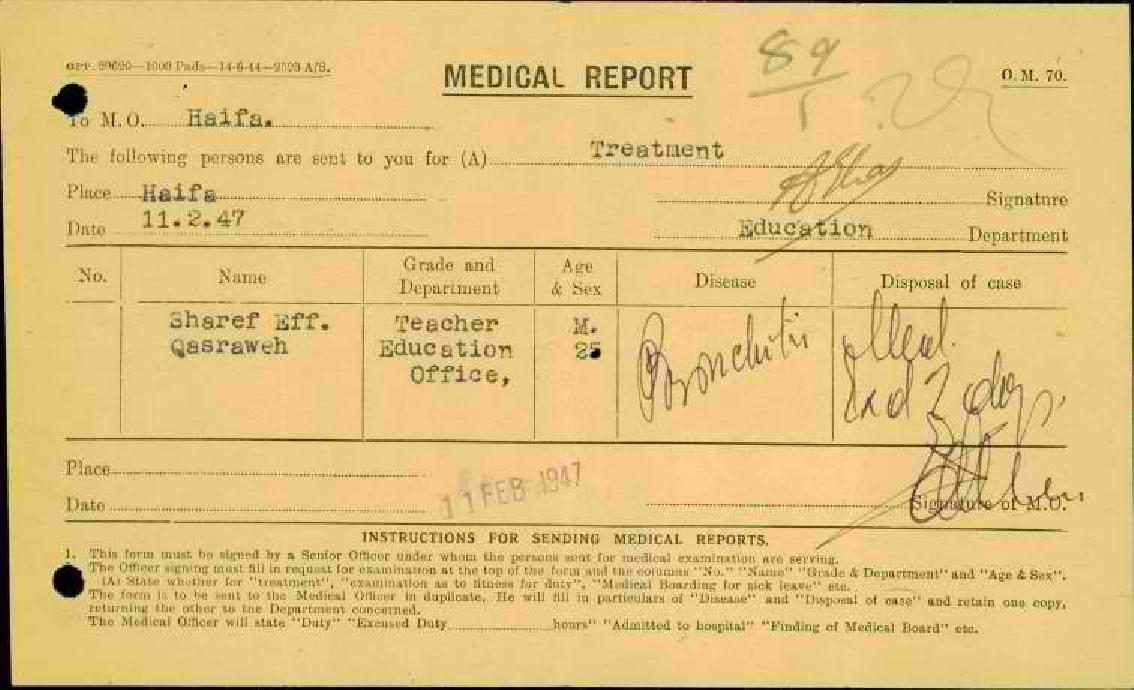 GPP. 20620—1000 Pads—14-6-44—2593 A/S.
89
MEDICAL REPORT
O. M. 70.
To M. O. Haifa.
The following persons are sent to you for (A) Treatment
Place Haifa
Signature
Date 11.2.47
Education Department
No. Name Grade and Department Age & Sex Disease Disposal of case
Sharef Eff. Teacher M. Bronchitis
Qasraweh Education 25
Office,
days
Place
Date 11 FEB 1947
Signature of M.O.
INSTRUCTIONS FOR SENDING MEDICAL REPORTS.
1. This form must be signed by a Senior Officer under whom the persons sent for medical examination are serving.
The Officer signing must fill in request for examination at the top of the form and the columns "No." "Name" "Grade & Department" and "Age & Sex".
(A) State whether for "treatment", "examination as to fitness for duty", "Medical Boarding for sick leave" etc.
The form is to be sent to the Medical Officer in duplicate. He will fill in particulars of "Disease" and "Disposal of case" and retain one copy,
returning the other to the Department concerned.
The Medical Officer will state "Duty" "Excused Duty hours" "Admitted to hospital" "Finding of Medical Board" etc.